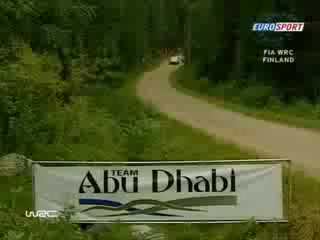 EUROSPORT
FIA WRC
FINLAND
TEAM
Abu Dhabi
WRC